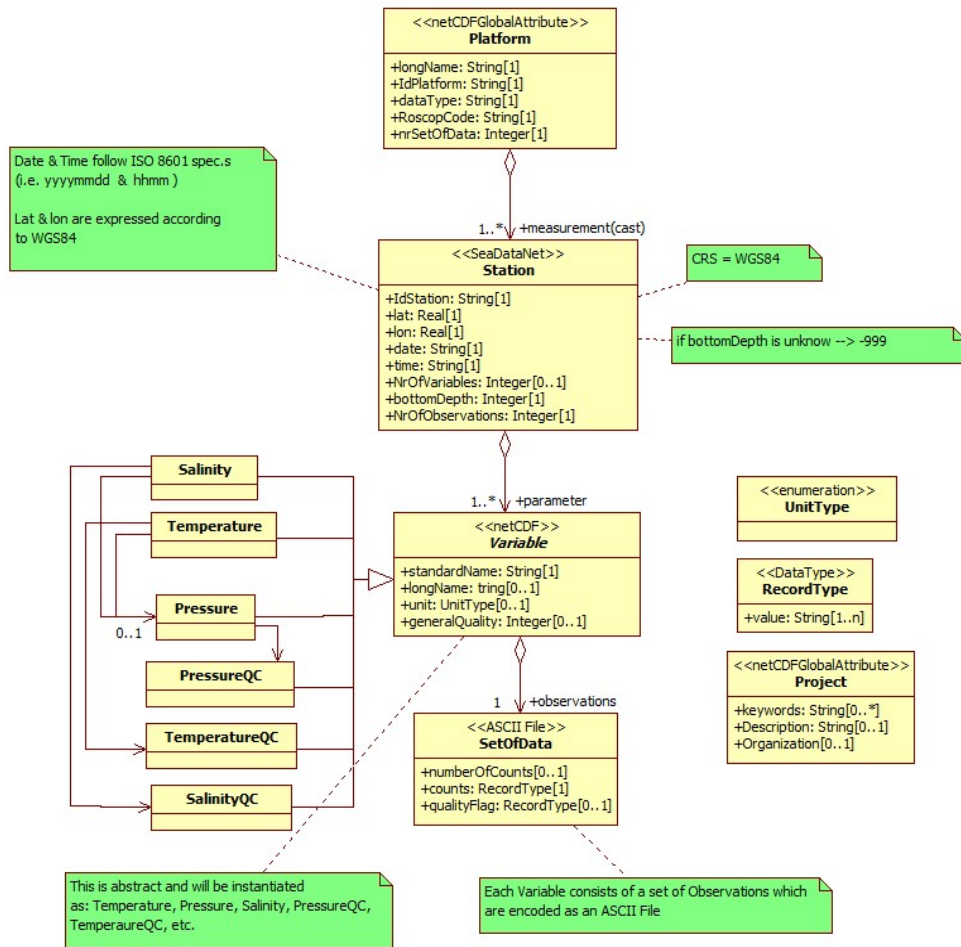 <<netCDFGlobalAttribute>>
Platform
+longName: String[1]
+IdPlatform: String[1]
+dataType: String[1]
+RoscopCode: String[1]
+nrSetOfData: Integer[1]
Date & Time follow ISO 8601 spec.s
(i.e. yyyymmdd & hhmm )
Lat & lon are expressed according
to WGS84
1..* +measurement(cast)
<<SeaDataNet>>
Station
+IdStation: String[1]
+lat: Real[1]
+lon: Real[1]
+date: String[1]
+time: String[1]
+NrOfVariables: Integer[0..1]
+bottomDepth: Integer[1]
+NrOfObservations: Integer[1]
CRS = WGS84
if bottomDepth is unknow --> -999
Salinity
Temperature
Pressure
0..1
PressureQC
TemperatureQC
SalinityQC
1..* +parameter
<<netCDF>>
Variable
+standardName: String[1]
+longName: tring[0..1]
+unit: UnitType[0..1]
+generalQuality: Integer[0..1]
1 +observations
<<ASCII File>>
SetOfData
+numberOfCounts[0..1]
+counts: RecordType[1]
+qualityFlag: RecordType[0..1]
<<enumeration>>
UnitType
<<DataType>>
RecordType
+value: String[1..n]
<<netCDFGlobalAttribute>>
Project
+keywords: String[0..*]
+Description: String[0..1]
+Organization[0..1]
This is abstract and will be instantiated
as: Temperature, Pressure, Salinity, PressureQC,
TemperaureQC, etc.
Each Variable consists of a set of Observations which
are encoded as an ASCII File